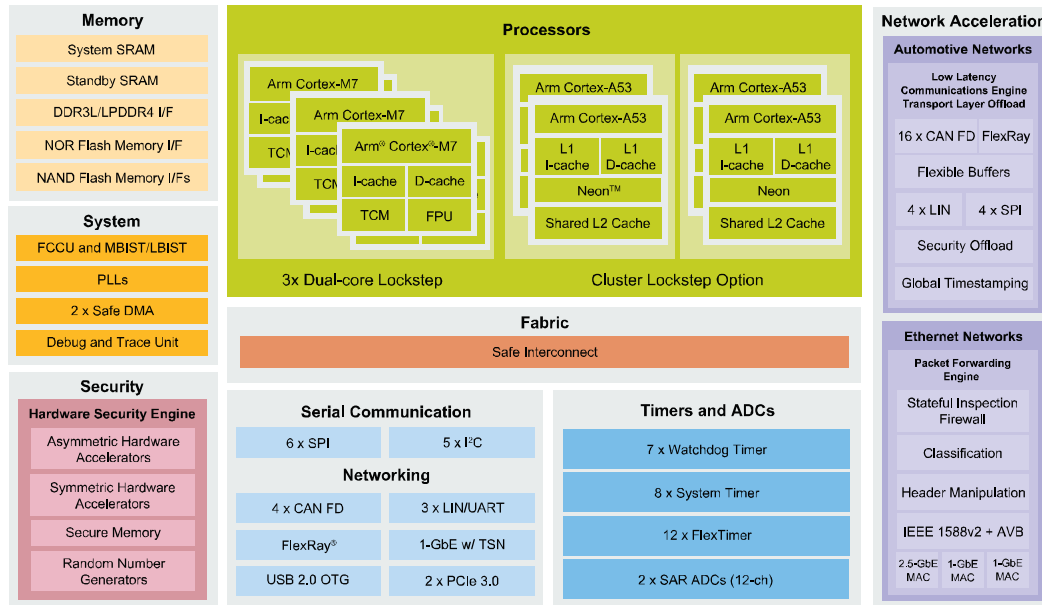 Memory
System SRAM
Standby SRAM
DDR3L/LPDDR4 I/F
NOR Flash Memory I/F
NAND Flash Memory I/Fs
System
FCCU and MBIST/LBIST
PLLs
2 x Safe DMA
Debug and Trace Unit
Security
Hardware Security Engine
Asymmetric Hardware
Accelerators
Symmetric Hardware
Accelerators
Secure Memory
Random Number
Generators
Processors
Arm Cortex-M7
I-ca
TC
Arm Cortex-M7
I-cac
TCM
Arm® Cortex®-M7
I-cache
D-cache
TCM
FPU
3x Dual-core Lockstep
Arm Cortex-A53
Arm Cortex-A53
L1
I-cache
L1
D-cache
Neon™
Shared L2 Cache
Arm Cortex-A53
Arm Cortex-A53
L1
I-cache
L1
D-cache
Neon
Shared L2 Cache
Cluster Lockstep Option
Fabric
Safe Interconnect
Serial Communication
6 x SPI
5 x I²C
Networking
4 x CAN FD
3 x LIN/UART
FlexRay®
1-GbE w/ TSN
USB 2.0 OTG
2 x PCIe 3.0
Timers and ADCs
7 x Watchdog Timer
8 x System Timer
12 x FlexTimer
2 x SAR ADCs (12-ch)
Network Acceleration
Automotive Networks
Low Latency
Communications Engine
Transport Layer Offload
16 x CAN FD
FlexRay
Flexible Buffers
4 x LIN
4 x SPI
Security Offload
Global Timestamping
Ethernet Networks
Packet Forwarding
Engine
Stateful Inspection
Firewall
Classification
Header Manipulation
IEEE 1588v2 + AVB
2.5-GbE
MAC
1-GbE
MAC
1-GbE
MAC